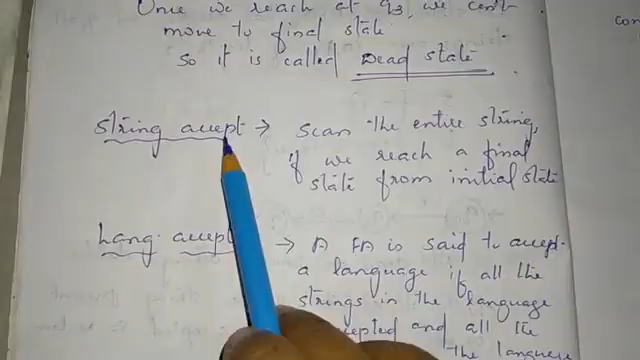 Once we reach at q3, we can't
move to final state
So it is called Dead state
String accept → Scan the entire string,
if we reach a final
state from initial state
Lang. accept → A FA is said to accept
a language if all the
strings in the language
accepted and all the
the language